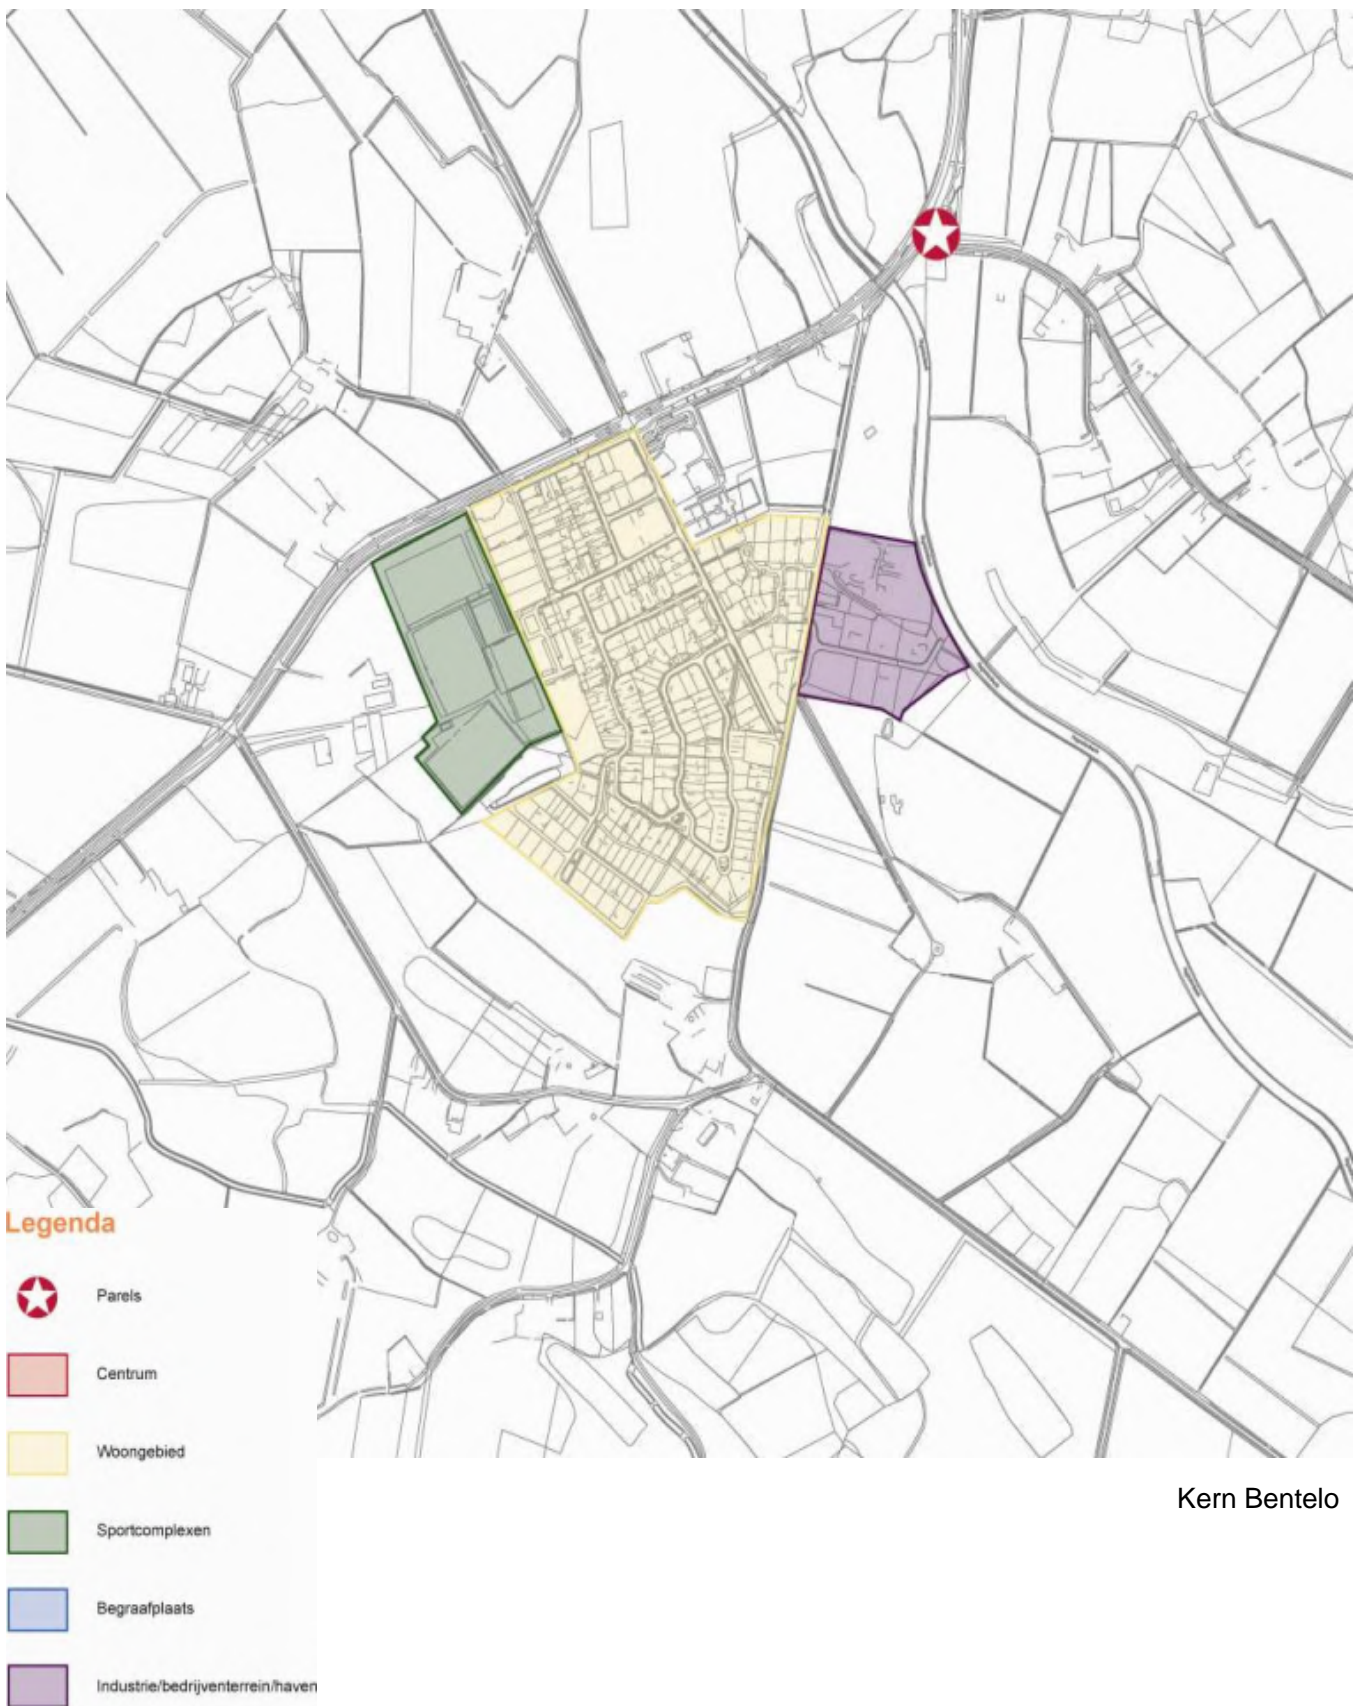 Legenda
Parels
Centrum
Woongebied
Sportcomplexen
Begraafplaats
Industrie/bedrijventerrein/haven
Kern Bentelo